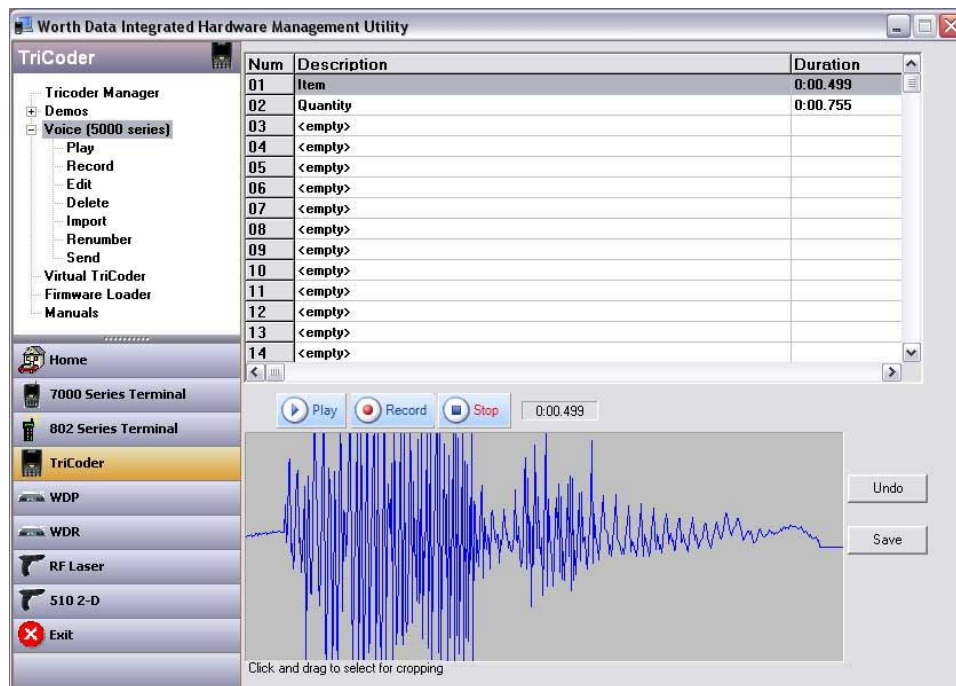 Worth Data Integrated Hardware Management Utility
TriCoder
Tricoder Manager
Demos
Voice (5000 series)
Play
Record
Edit
Delete
Import
Renumber
Send
Virtual TriCoder
Firmware Loader
Manuals
Home
7000 Series Terminal
802 Series Terminal
TriCoder
WDP
WDR
RF Laser
510 2-D
Exit
Num Description Duration
01 Item 0:00.499
02 Quantity 0:00.755
03 <empty>
04 <empty>
05 <empty>
06 <empty>
07 <empty>
08 <empty>
09 <empty>
10 <empty>
11 <empty>
12 <empty>
13 <empty>
14 <empty>
Play Record Stop 0:00.499
Undo
Save
Click and drag to select for cropping